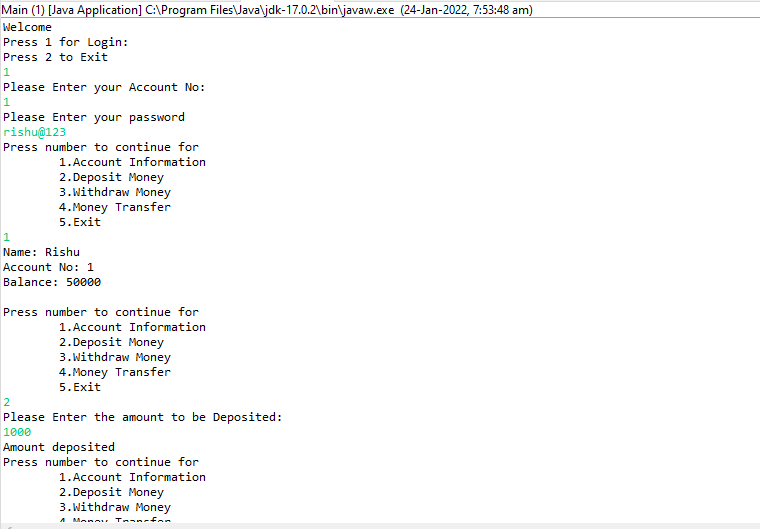 Main (1) [Java Application] C:\Program Files\Java\jdk-17.0.2\bin\javaw.exe (24-Jan-2022, 7:53:48 am)
Welcome
Press 1 for Login:
Press 2 to Exit
1
Please Enter your Account No:
1
Please Enter your password
rishu@123
Press number to continue for
1.Account Information
2.Deposit Money
3.Withdraw Money
4.Money Transfer
5.Exit
1
Name: Rishu
Account No: 1
Balance: 50000
Press number to continue for
1.Account Information
2.Deposit Money
3.Withdraw Money
4.Money Transfer
5.Exit
2
Please Enter the amount to be Deposited:
1000
Amount deposited
Press number to continue for
1.Account Information
2.Deposit Money
3.Withdraw Money
4.Money Transfer